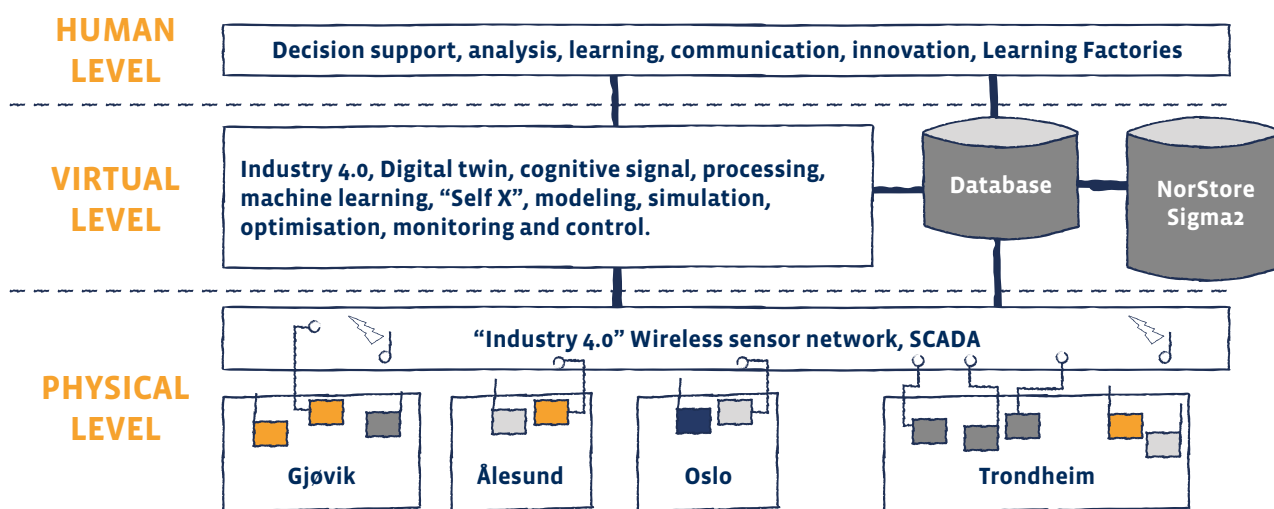 HUMAN
LEVEL
Decision support, analysis, learning, communication, innovation, Learning Factories
VIRTUAL
LEVEL
Industry 4.0, Digital twin, cognitive signal, processing,
machine learning, “Self X”, modeling, simulation,
optimisation, monitoring and control.
Database
NorStore
Sigma2
PHYSICAL
LEVEL
“Industry 4.0” Wireless sensor network, SCADA
Gjøvik
Ålesund
Oslo
Trondheim